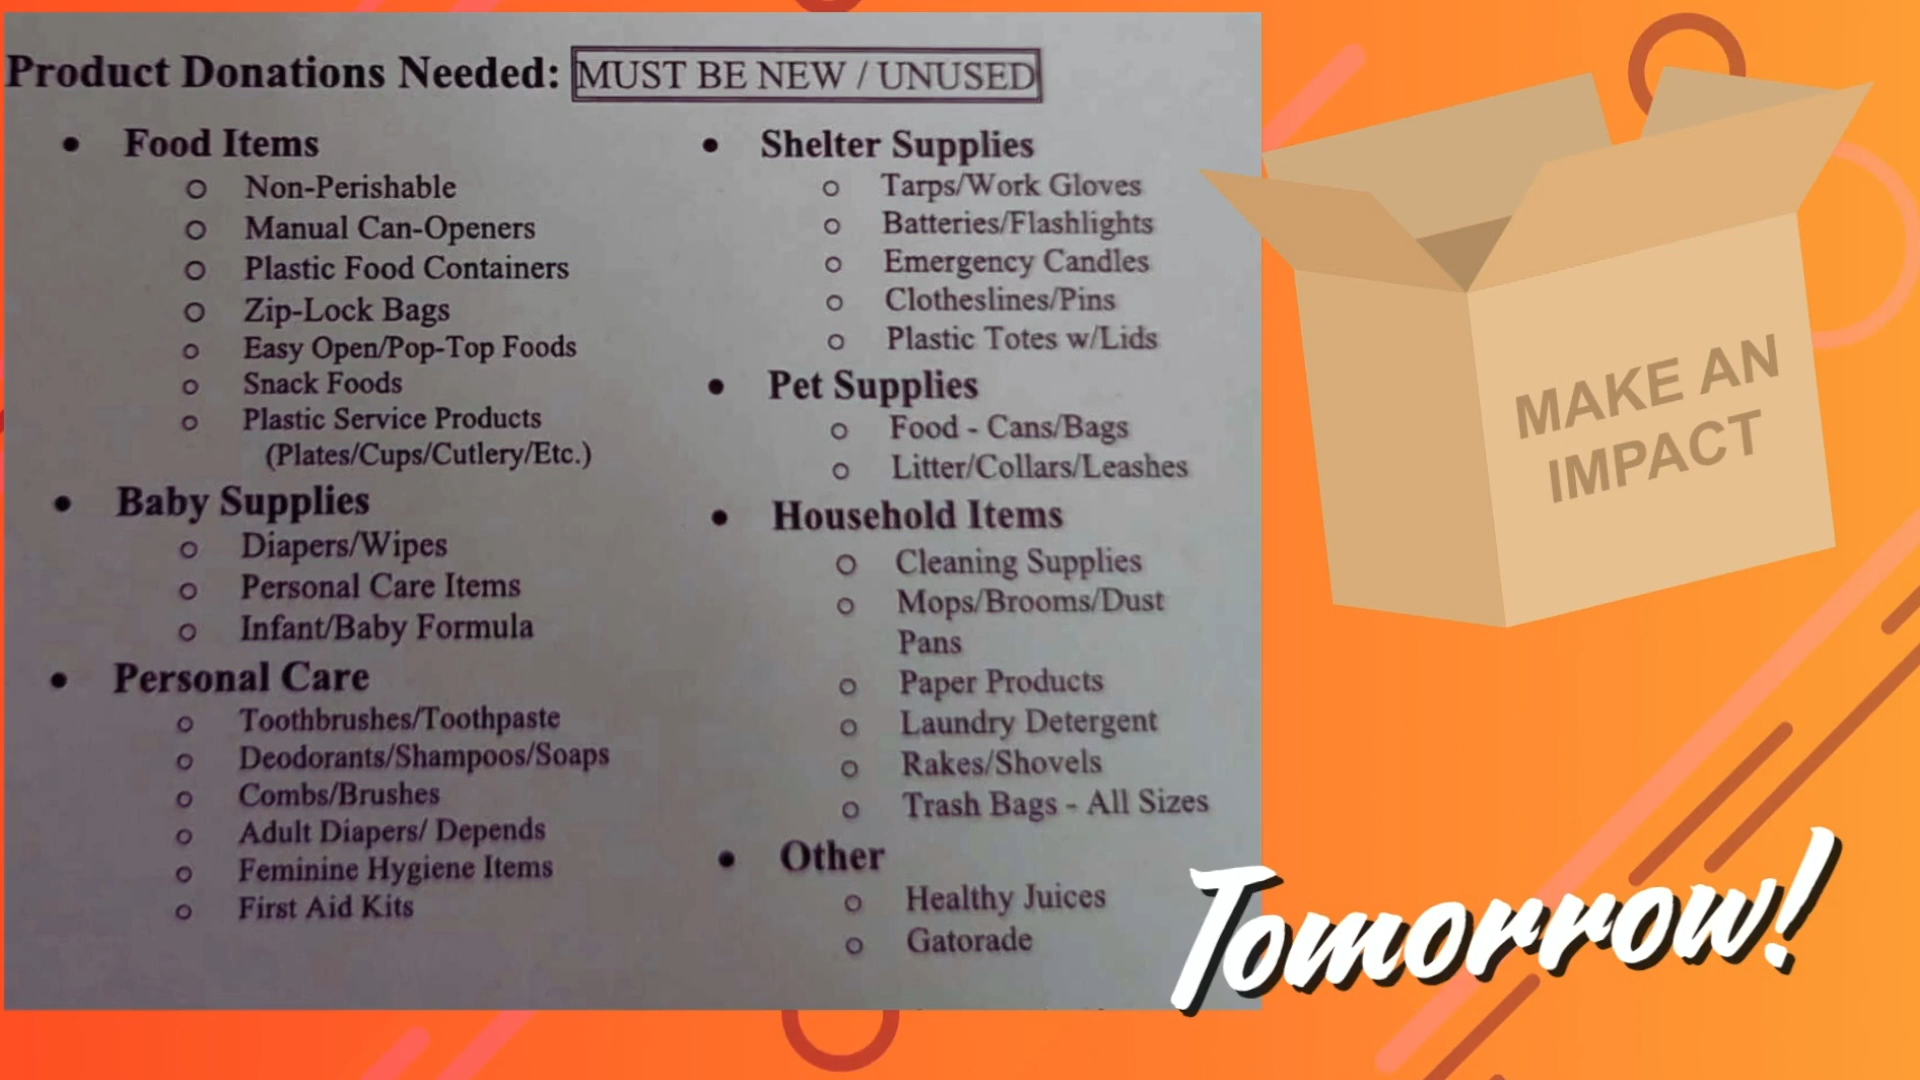 Product Donations Needed: MUST BE NEW / UNUSED
• Food Items
o Non-Perishable
o Manual Can-Openers
o Plastic Food Containers
o Zip-Lock Bags
o Easy Open/Pop-Top Foods
o Snack Foods
o Plastic Service Products
(Plates/Cups/Cutlery/Etc.)
• Baby Supplies
o Diapers/Wipes
o Personal Care Items
o Infant/Baby Formula
• Personal Care
o Toothbrushes/Toothpaste
o Deodorants/Shampoos/Soaps
o Combs/Brushes
o Adult Diapers/ Depends
o Feminine Hygiene Items
o First Aid Kits
• Shelter Supplies
o Tarps/Work Gloves
o Batteries/Flashlights
o Emergency Candles
o Clotheslines/Pins
o Plastic Totes w/Lids
• Pet Supplies
o Food - Cans/Bags
o Litter/Collars/Leashes
• Household Items
o Cleaning Supplies
o Mops/Brooms/Dust
Pans
o Paper Products
o Laundry Detergent
o Rakes/Shovels
o Trash Bags - All Sizes
• Other
o Healthy Juices
o Gatorade
MAKE AN
IMPACT
Tomorrow!